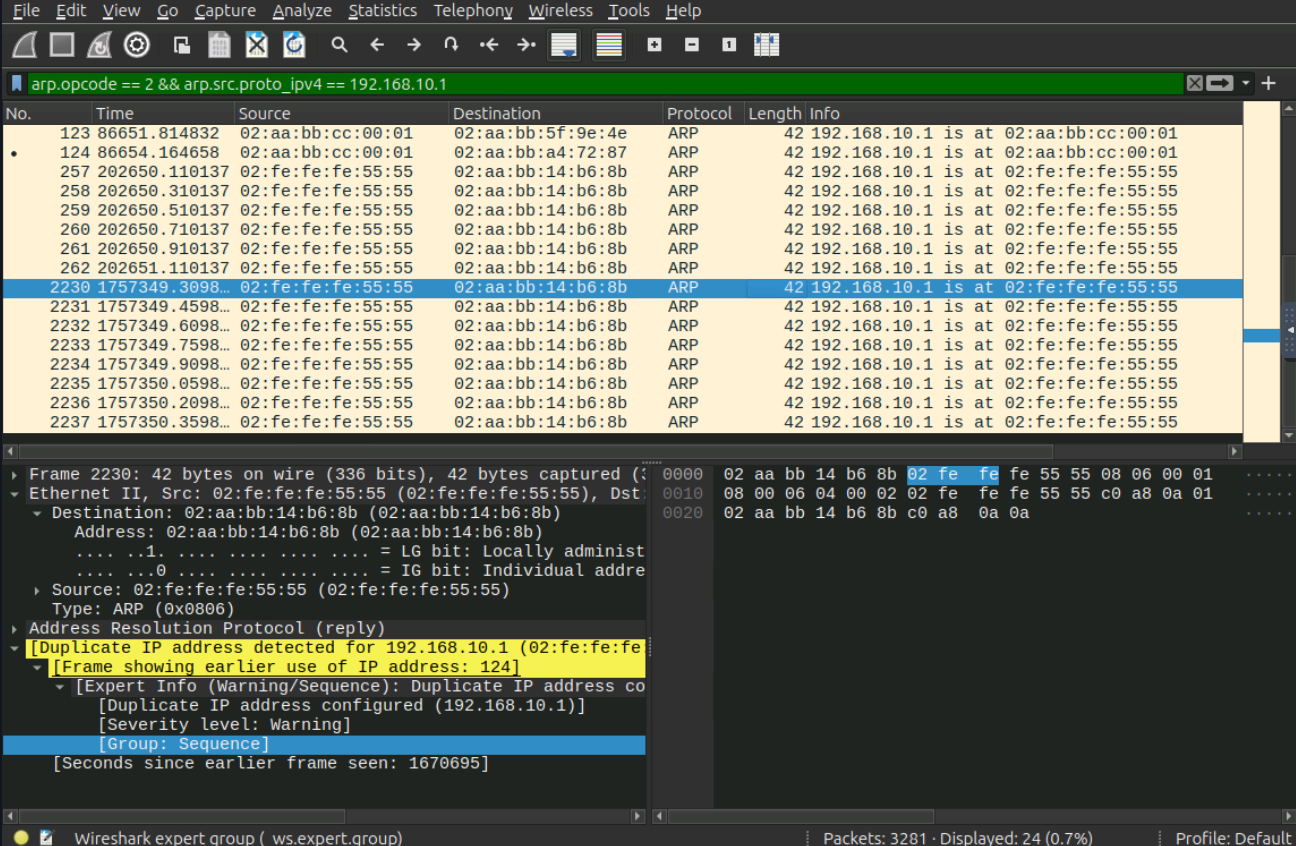 File Edit View Go Capture Analyze Statistics Telephony Wireless Tools Help
arp.opcode == 2 && arp.src.proto_ipv4 == 192.168.10.1
No. Time Source Destination Protocol Length Info
123 86651.814832 02:aa:bb:cc:00:01 02:aa:bb:5f:9e:4e ARP 42 192.168.10.1 is at 02:aa:bb:cc:00:01
124 86654.164658 02:aa:bb:cc:00:01 02:aa:bb:a4:72:87 ARP 42 192.168.10.1 is at 02:aa:bb:cc:00:01
257 202650.110137 02:fe:fe:fe:55:55 02:aa:bb:14:b6:8b ARP 42 192.168.10.1 is at 02:fe:fe:fe:55:55
258 202650.310137 02:fe:fe:fe:55:55 02:aa:bb:14:b6:8b ARP 42 192.168.10.1 is at 02:fe:fe:fe:55:55
259 202650.510137 02:fe:fe:fe:55:55 02:aa:bb:14:b6:8b ARP 42 192.168.10.1 is at 02:fe:fe:fe:55:55
260 202650.710137 02:fe:fe:fe:55:55 02:aa:bb:14:b6:8b ARP 42 192.168.10.1 is at 02:fe:fe:fe:55:55
261 202650.910137 02:fe:fe:fe:55:55 02:aa:bb:14:b6:8b ARP 42 192.168.10.1 is at 02:fe:fe:fe:55:55
262 202651.110137 02:fe:fe:fe:55:55 02:aa:bb:14:b6:8b ARP 42 192.168.10.1 is at 02:fe:fe:fe:55:55
2230 1757349.3098… 02:fe:fe:fe:55:55 02:aa:bb:14:b6:8b ARP 42 192.168.10.1 is at 02:fe:fe:fe:55:55
2231 1757349.4598… 02:fe:fe:fe:55:55 02:aa:bb:14:b6:8b ARP 42 192.168.10.1 is at 02:fe:fe:fe:55:55
2232 1757349.6098… 02:fe:fe:fe:55:55 02:aa:bb:14:b6:8b ARP 42 192.168.10.1 is at 02:fe:fe:fe:55:55
2233 1757349.7598… 02:fe:fe:fe:55:55 02:aa:bb:14:b6:8b ARP 42 192.168.10.1 is at 02:fe:fe:fe:55:55
2234 1757349.9098… 02:fe:fe:fe:55:55 02:aa:bb:14:b6:8b ARP 42 192.168.10.1 is at 02:fe:fe:fe:55:55
2235 1757350.0598… 02:fe:fe:fe:55:55 02:aa:bb:14:b6:8b ARP 42 192.168.10.1 is at 02:fe:fe:fe:55:55
2236 1757350.2098… 02:fe:fe:fe:55:55 02:aa:bb:14:b6:8b ARP 42 192.168.10.1 is at 02:fe:fe:fe:55:55
2237 1757350.3598… 02:fe:fe:fe:55:55 02:aa:bb:14:b6:8b ARP 42 192.168.10.1 is at 02:fe:fe:fe:55:55
Frame 2230: 42 bytes on wire (336 bits), 42 bytes captured (3
Ethernet II, Src: 02:fe:fe:fe:55:55 (02:fe:fe:fe:55:55), Dst:
Destination: 02:aa:bb:14:b6:8b (02:aa:bb:14:b6:8b)
Address: 02:aa:bb:14:b6:8b (02:aa:bb:14:b6:8b)
.... ..1. .... .... .... .... = LG bit: Locally administ
.... ...0 .... .... .... .... = IG bit: Individual addre
Source: 02:fe:fe:fe:55:55 (02:fe:fe:fe:55:55)
Type: ARP (0x0806)
Address Resolution Protocol (reply)
[Duplicate IP address detected for 192.168.10.1 (02:fe:fe:fe:
[Frame showing earlier use of IP address: 124]
[Expert Info (Warning/Sequence): Duplicate IP address co
[Duplicate IP address configured (192.168.10.1)]
[Severity level: Warning]
[Group: Sequence]
[Seconds since earlier frame seen: 1670695]
0000 02 aa bb 14 b6 8b 02 fe fe fe 55 55 08 06 00 01 .....
0010 08 00 06 04 00 02 02 fe fe fe 55 55 c0 a8 0a 01 .....
0020 02 aa bb 14 b6 8b c0 a8 0a 0a .....
Wireshark expert group (_ws.expert.group) Packets: 3281 · Displayed: 24 (0.7%) Profile: Default